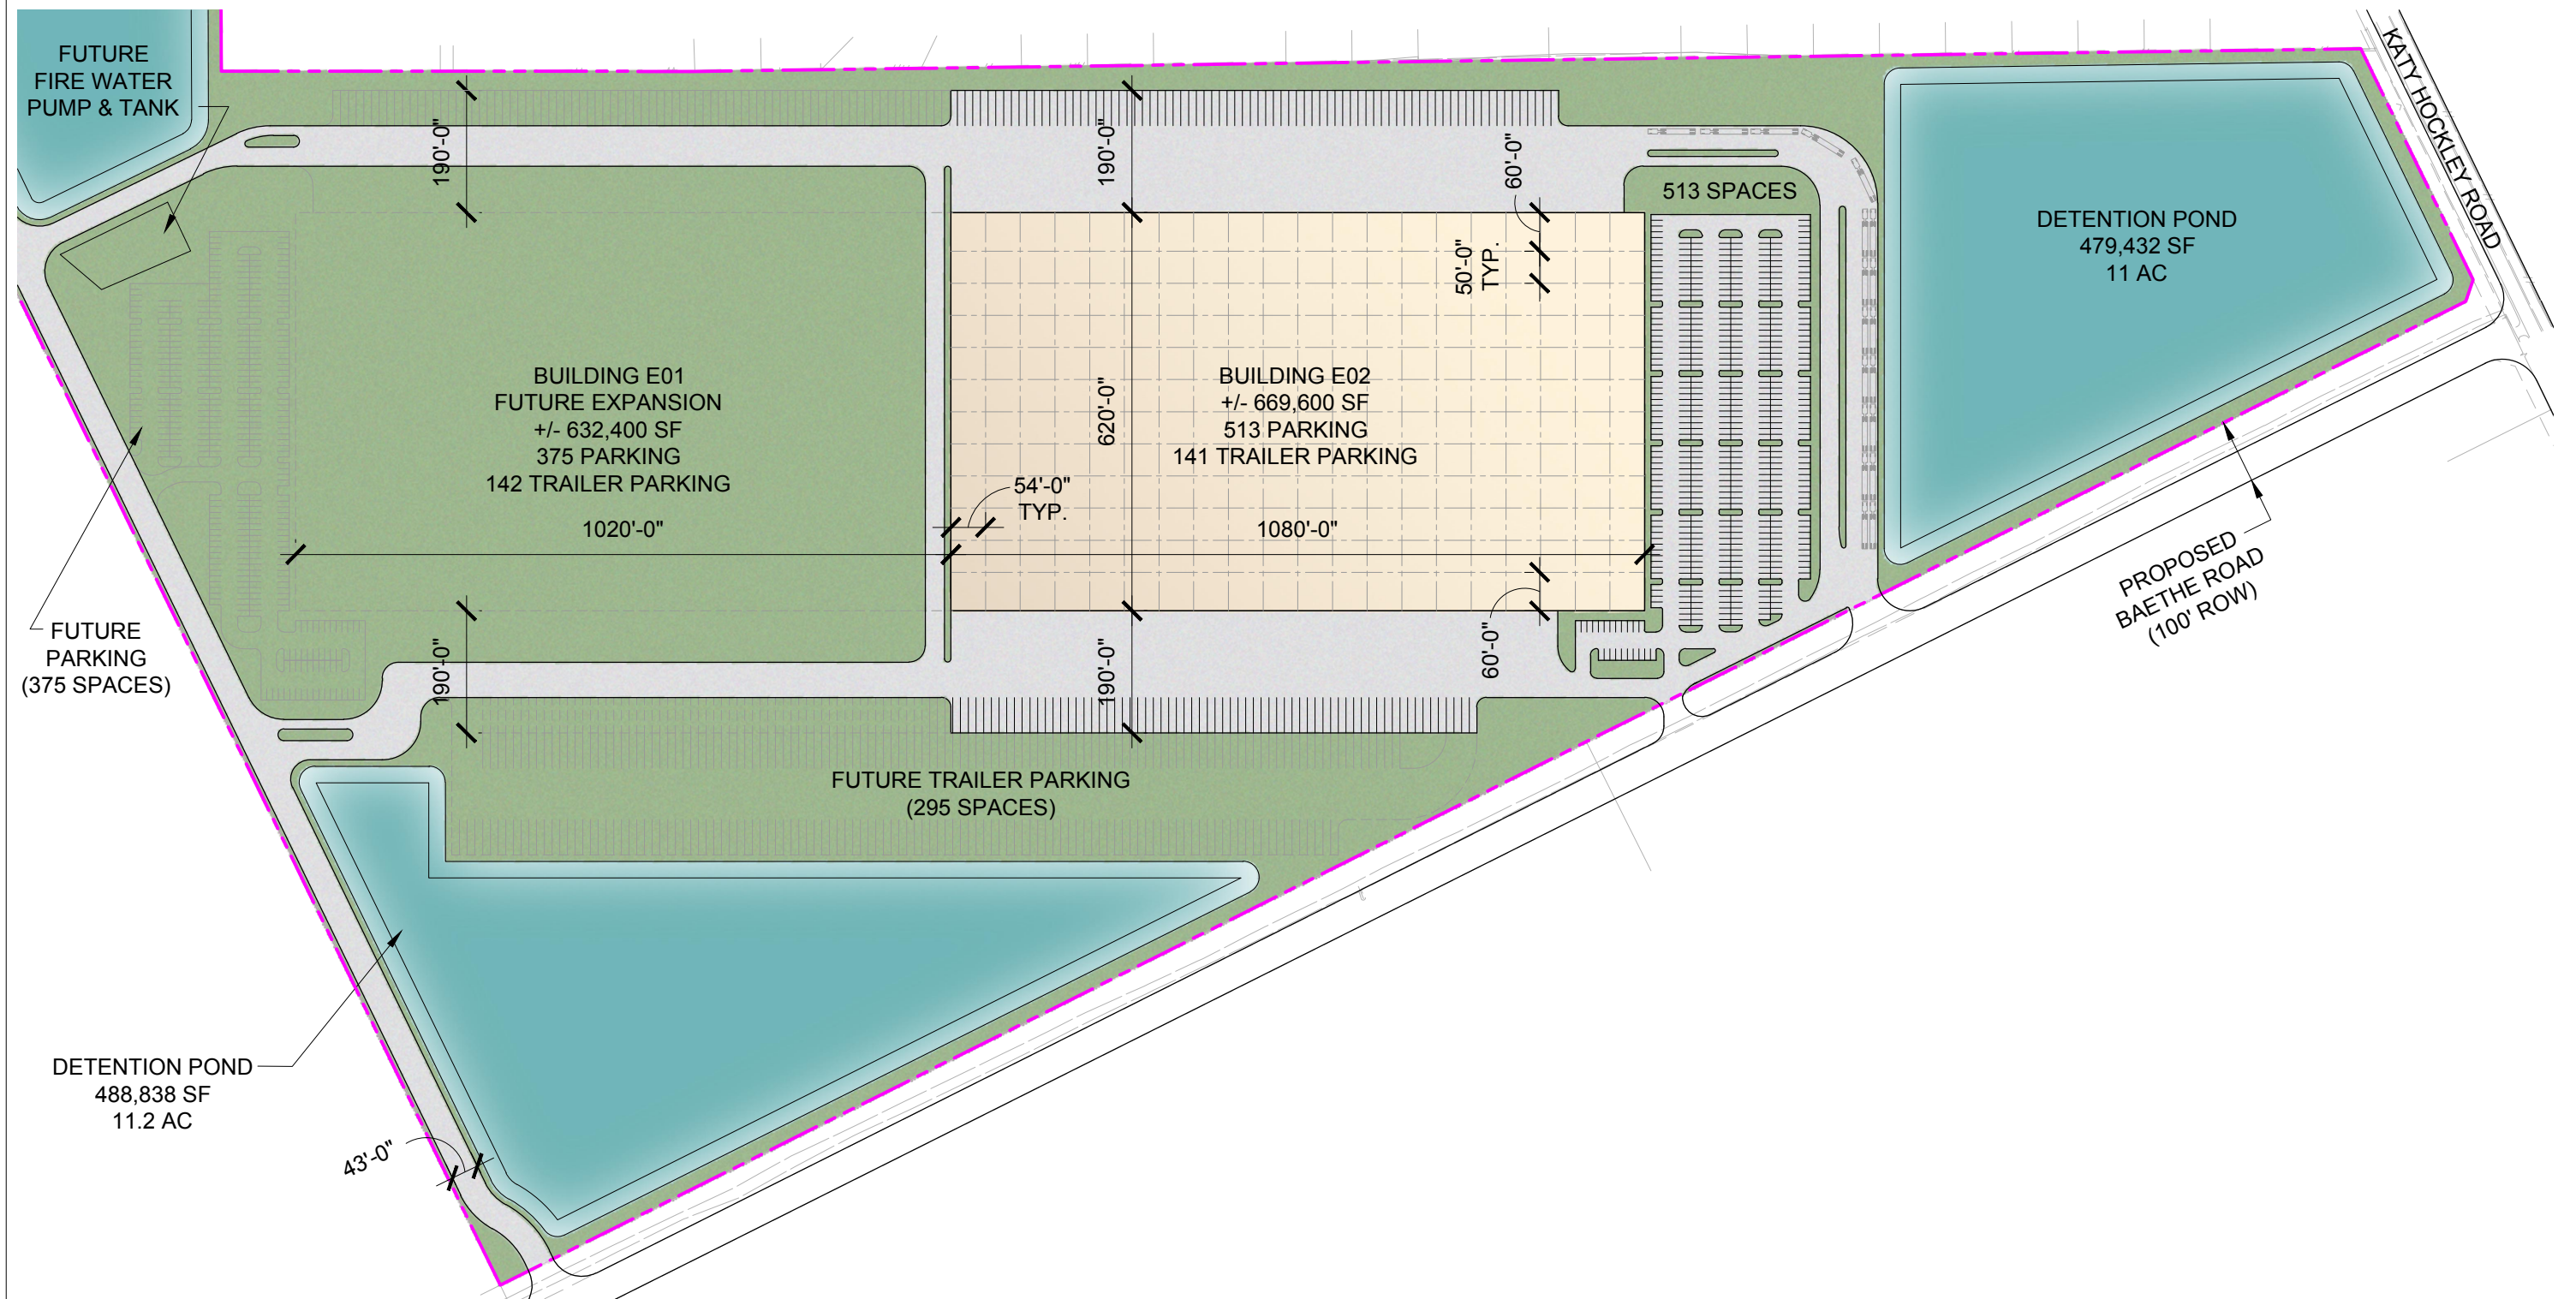 FUTURE
FIRE WATER
PUMP & TANK
KATY HOCKLEY ROAD
190'-0"
190'-0"
60'-0"
513 SPACES
DETENTION POND
479,432 SF
11 AC
50'-0"
TYP.
BUILDING E01
FUTURE EXPANSION
+/- 632,400 SF
375 PARKING
142 TRAILER PARKING
1020'-0"
620'-0"
BUILDING E02
+/- 669,600 SF
513 PARKING
141 TRAILER PARKING
54'-0"
TYP.
1080'-0"
PROPOSED
BAETHE ROAD
(100' ROW)
FUTURE
PARKING
(375 SPACES)
190'-0"
190'-0"
60'-0"
FUTURE TRAILER PARKING
(295 SPACES)
DETENTION POND
488,838 SF
11.2 AC
43'-0"